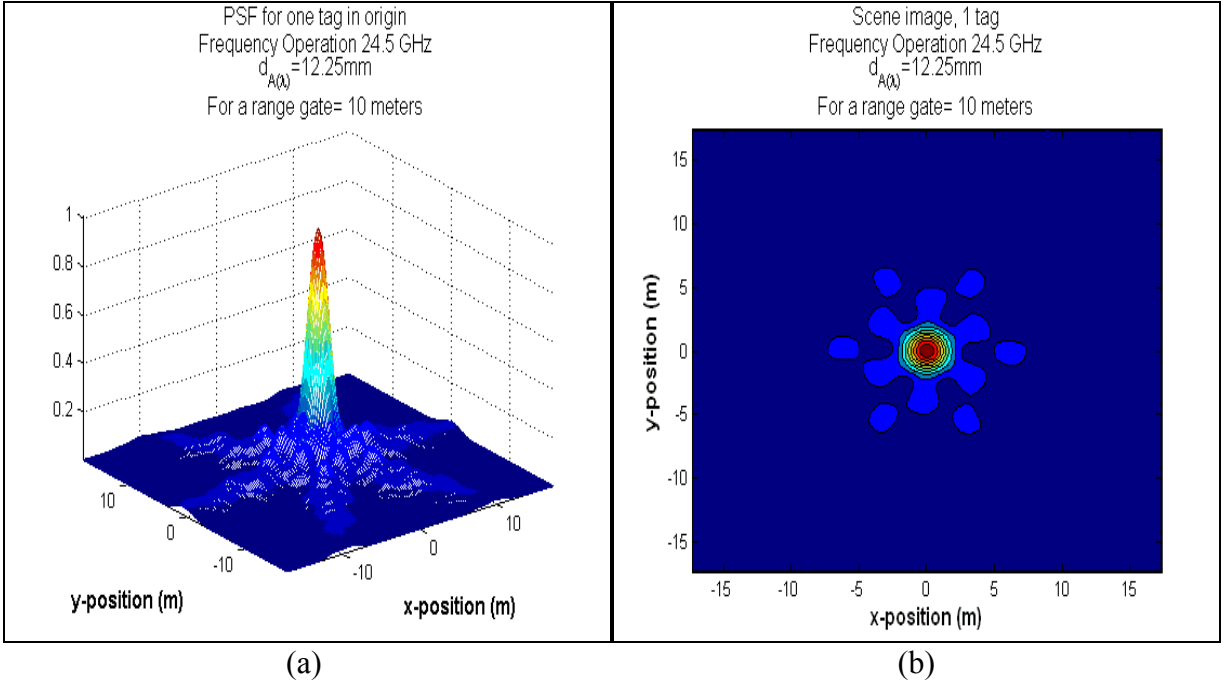 PSF for one tag in origin
Frequency Operation 24.5 GHz
d_A(λ)=12.25mm
For a range gate= 10 meters
1
0.8
0.6
0.4
0.2
10
0
-10
-10
0
10
y-position (m)
x-position (m)
(a)
Scene image, 1 tag
Frequency Operation 24.5 GHz
d_A(λ)=12.25mm
For a range gate= 10 meters
15
10
5
0
-5
-10
-15
y-position (m)
-15
-10
-5
0
5
10
15
x-position (m)
(b)